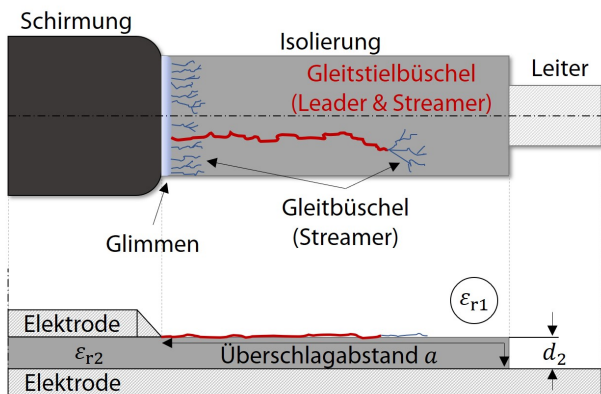 Schirmung
Isolierung
Leiter
Gleitstielbüschel
(Leader & Streamer)
Gleitbüschel
(Streamer)
Glimmen
εr1
Elektrode
εr2
Überschlagabstand a
d2
Elektrode